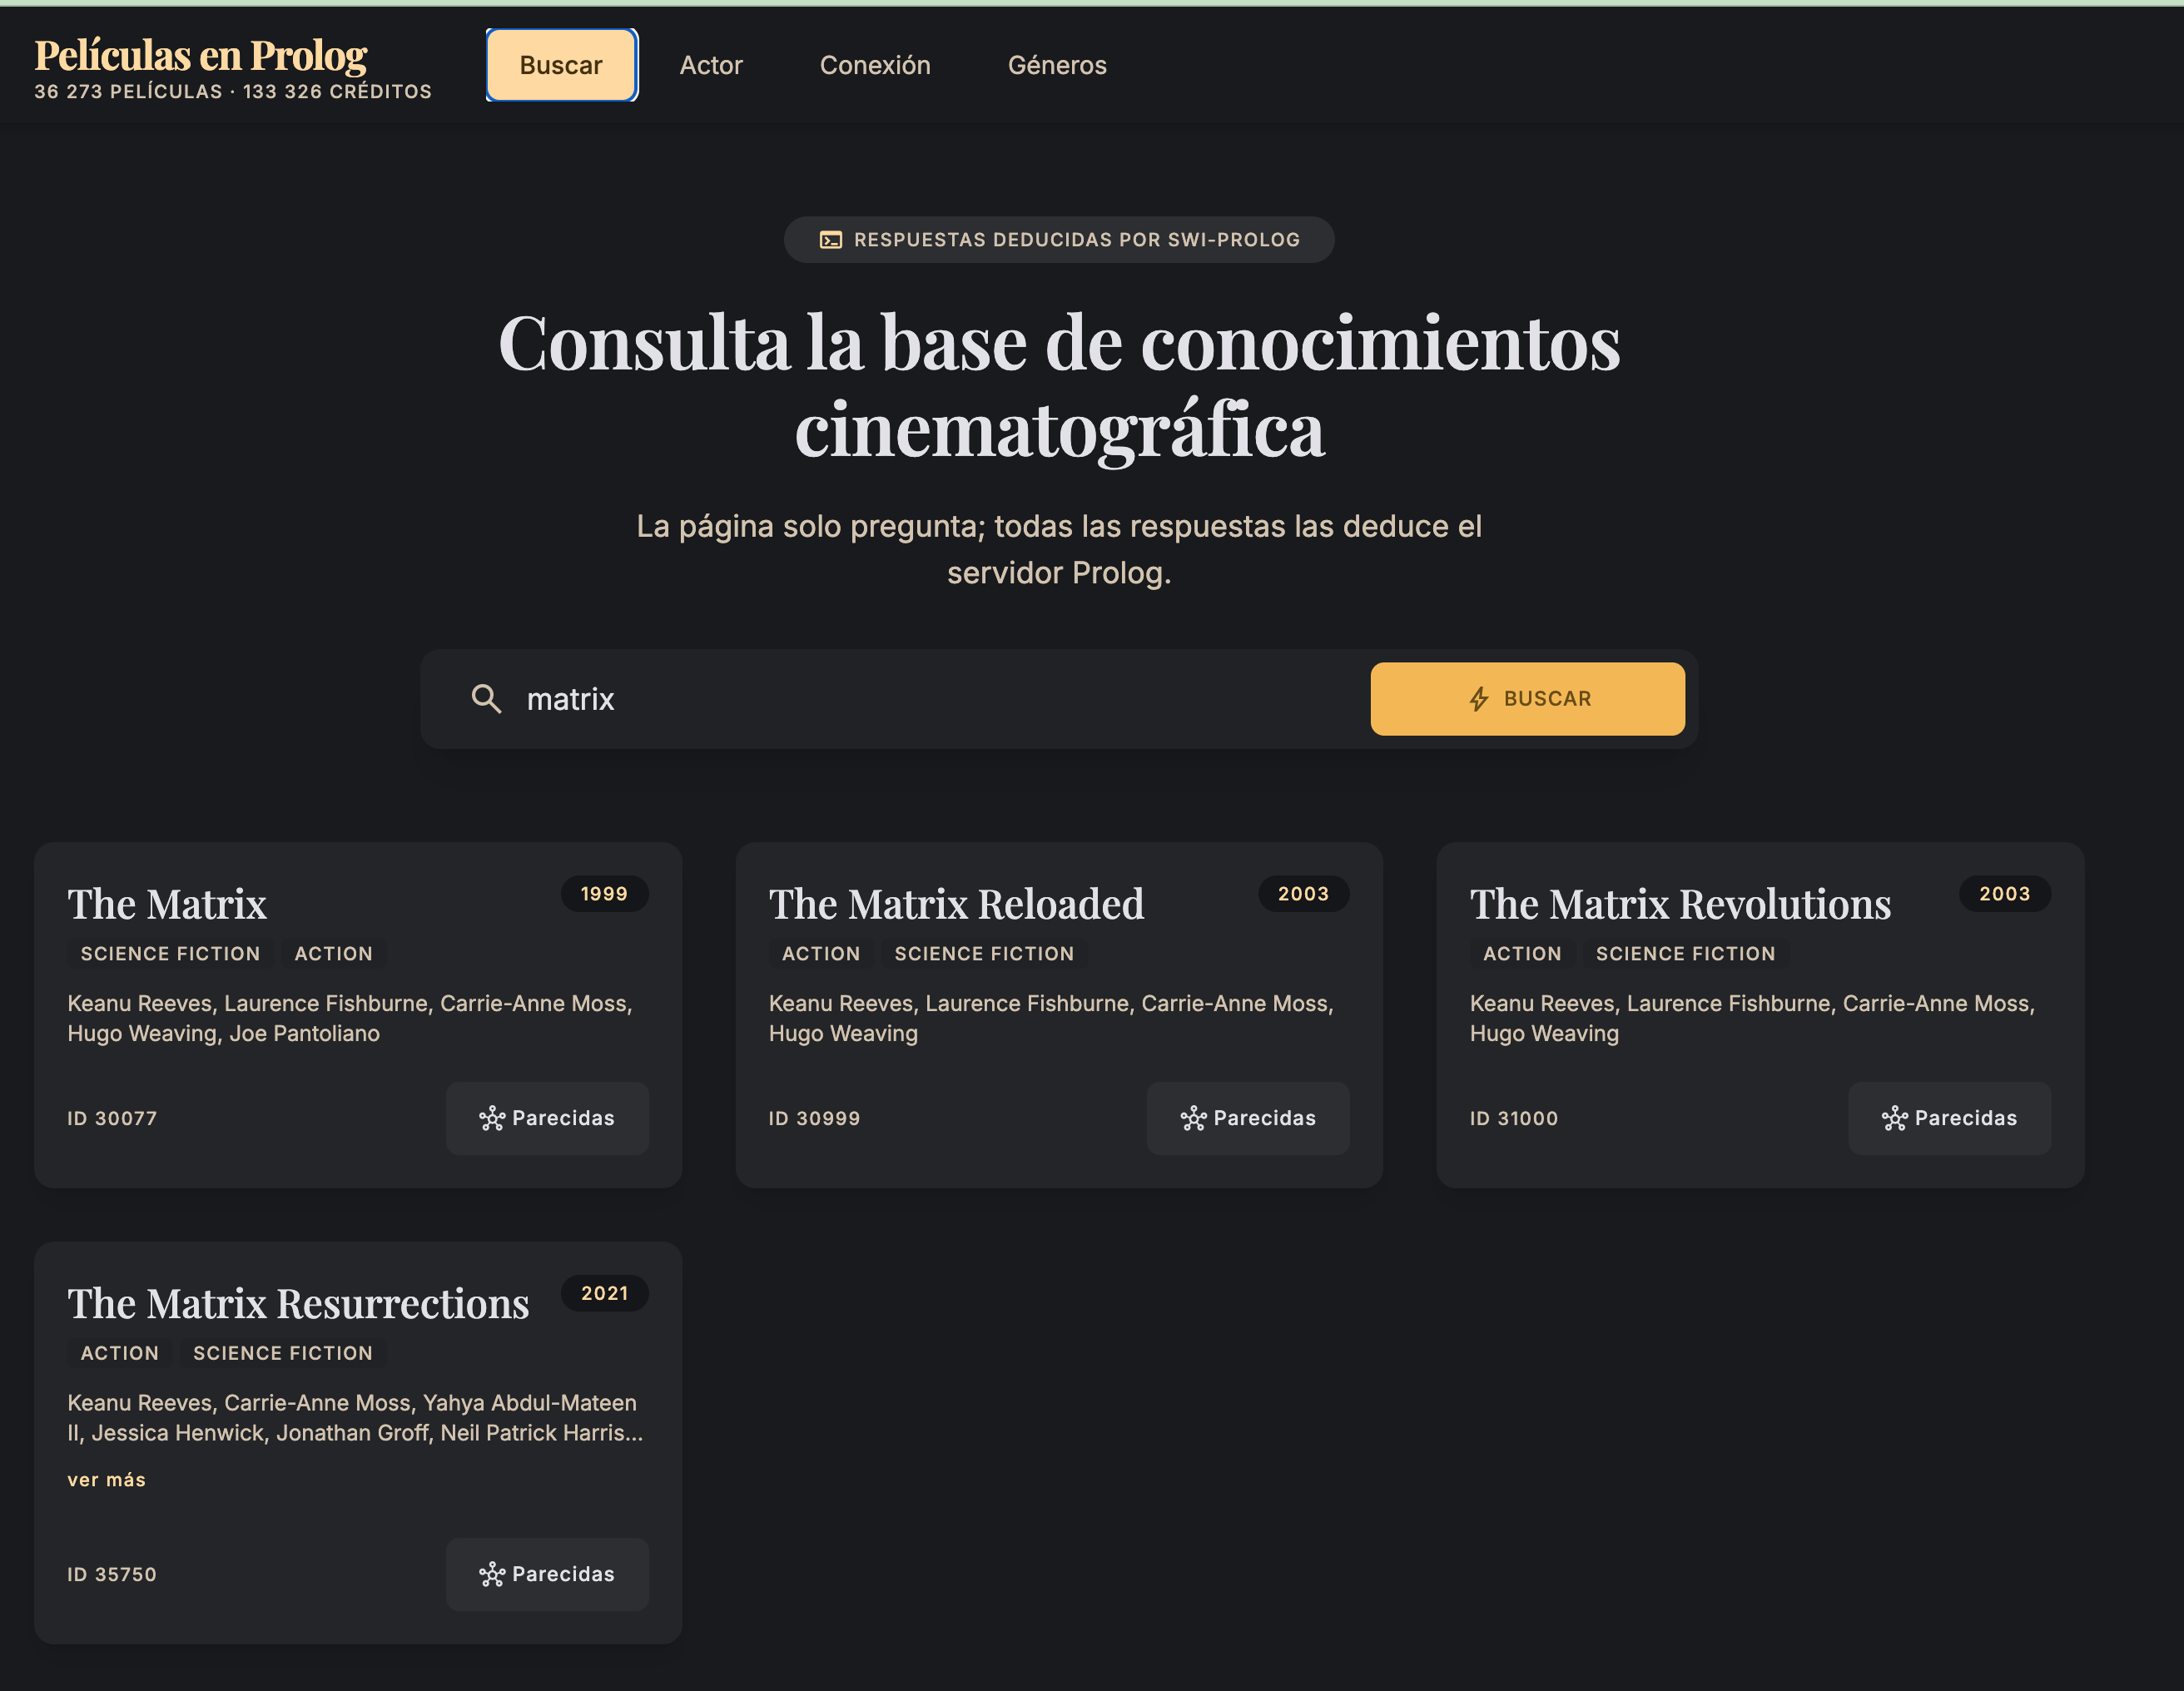 Películas en Prolog
36 273 PELÍCULAS · 133 326 CRÉDITOS
Buscar
Actor
Conexión
Géneros
RESPUESTAS DEDUCIDAS POR SWI-PROLOG
Consulta la base de conocimientos
cinematográfica
La página solo pregunta; todas las respuestas las deduce el
servidor Prolog.
matrix
BUSCAR
The Matrix
1999
SCIENCE FICTION
ACTION
Keanu Reeves, Laurence Fishburne, Carrie-Anne Moss,
Hugo Weaving, Joe Pantoliano
ID 30077
Parecidas
The Matrix Reloaded
2003
ACTION
SCIENCE FICTION
Keanu Reeves, Laurence Fishburne, Carrie-Anne Moss,
Hugo Weaving
ID 30999
Parecidas
The Matrix Revolutions
2003
ACTION
SCIENCE FICTION
Keanu Reeves, Laurence Fishburne, Carrie-Anne Moss,
Hugo Weaving
ID 31000
Parecidas
The Matrix Resurrections
2021
ACTION
SCIENCE FICTION
Keanu Reeves, Carrie-Anne Moss, Yahya Abdul-Mateen
II, Jessica Henwick, Jonathan Groff, Neil Patrick Harris...
ver más
ID 35750
Parecidas